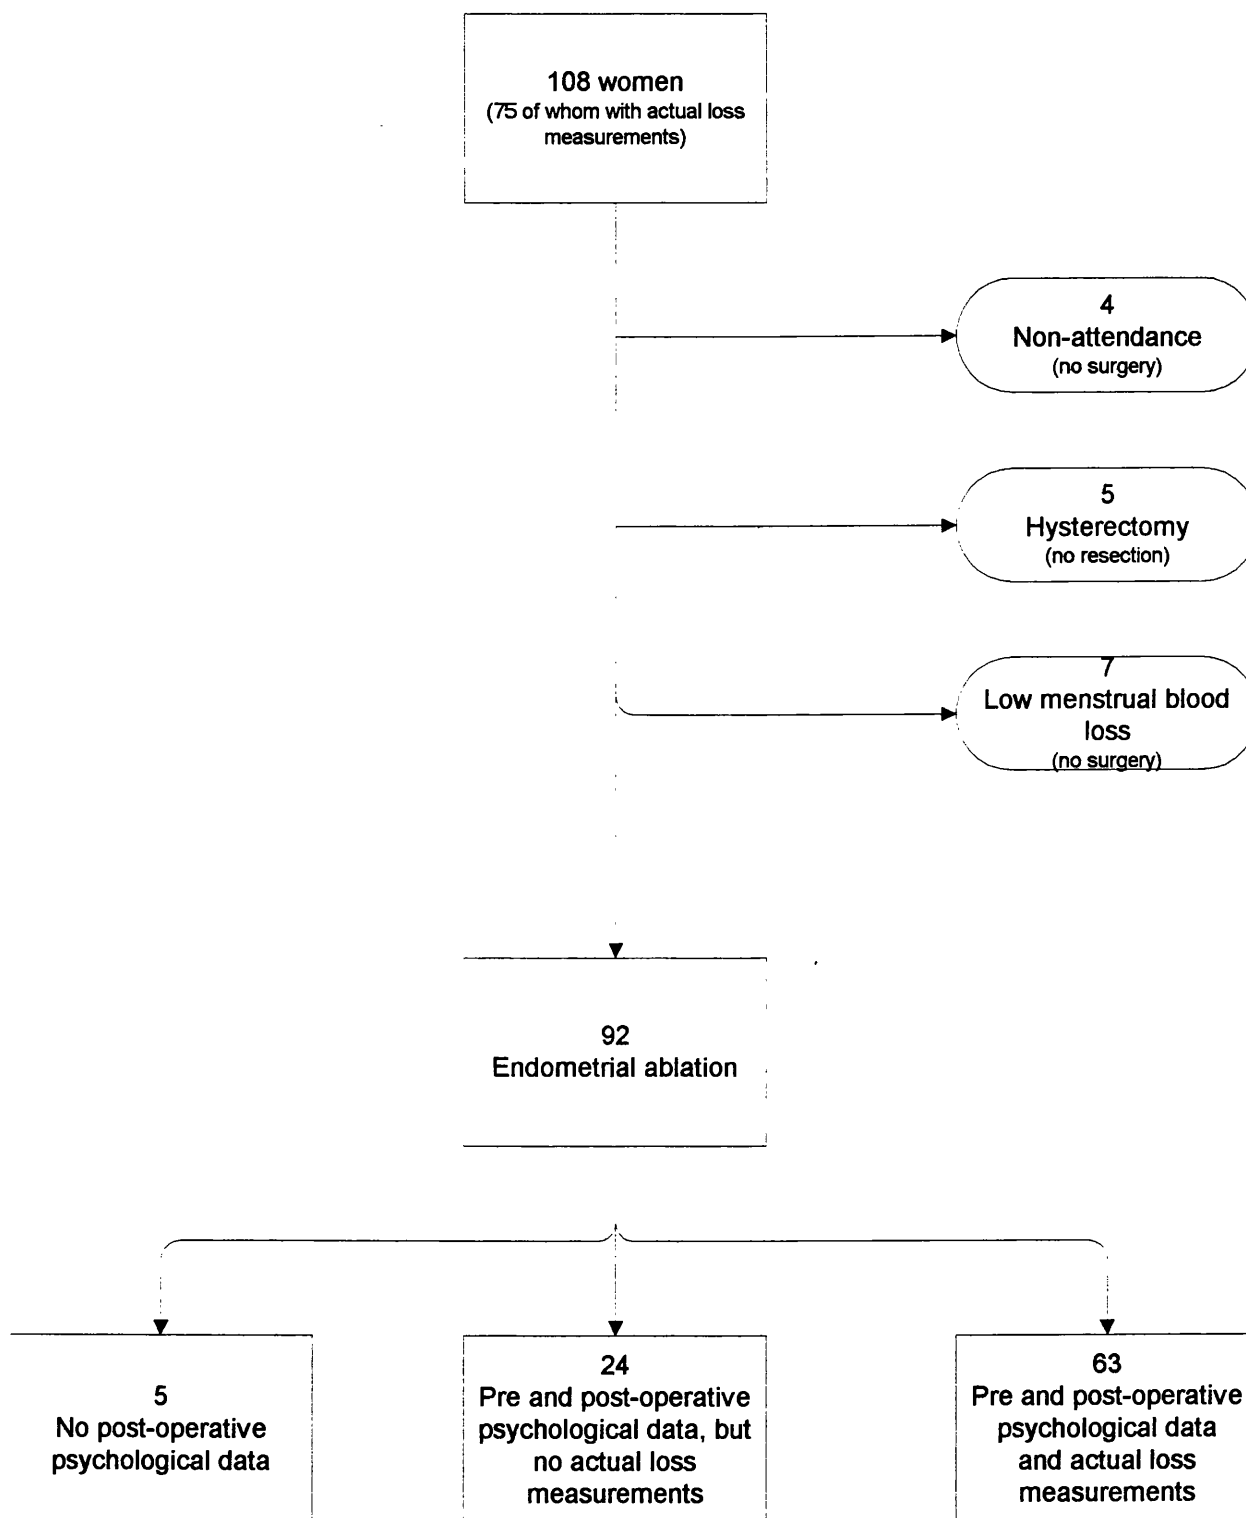 108 women
(75 of whom with actual loss
measurements)
4
Non-attendance
(no surgery)
5
Hysterectomy
(no resection)
7
Low menstrual blood
loss
(no surgery)
92
Endometrial ablation
5
No post-operative
psychological data
24
Pre and post-operative
psychological data, but
no actual loss
measurements
63
Pre and post-operative
psychological data
and actual loss
measurements